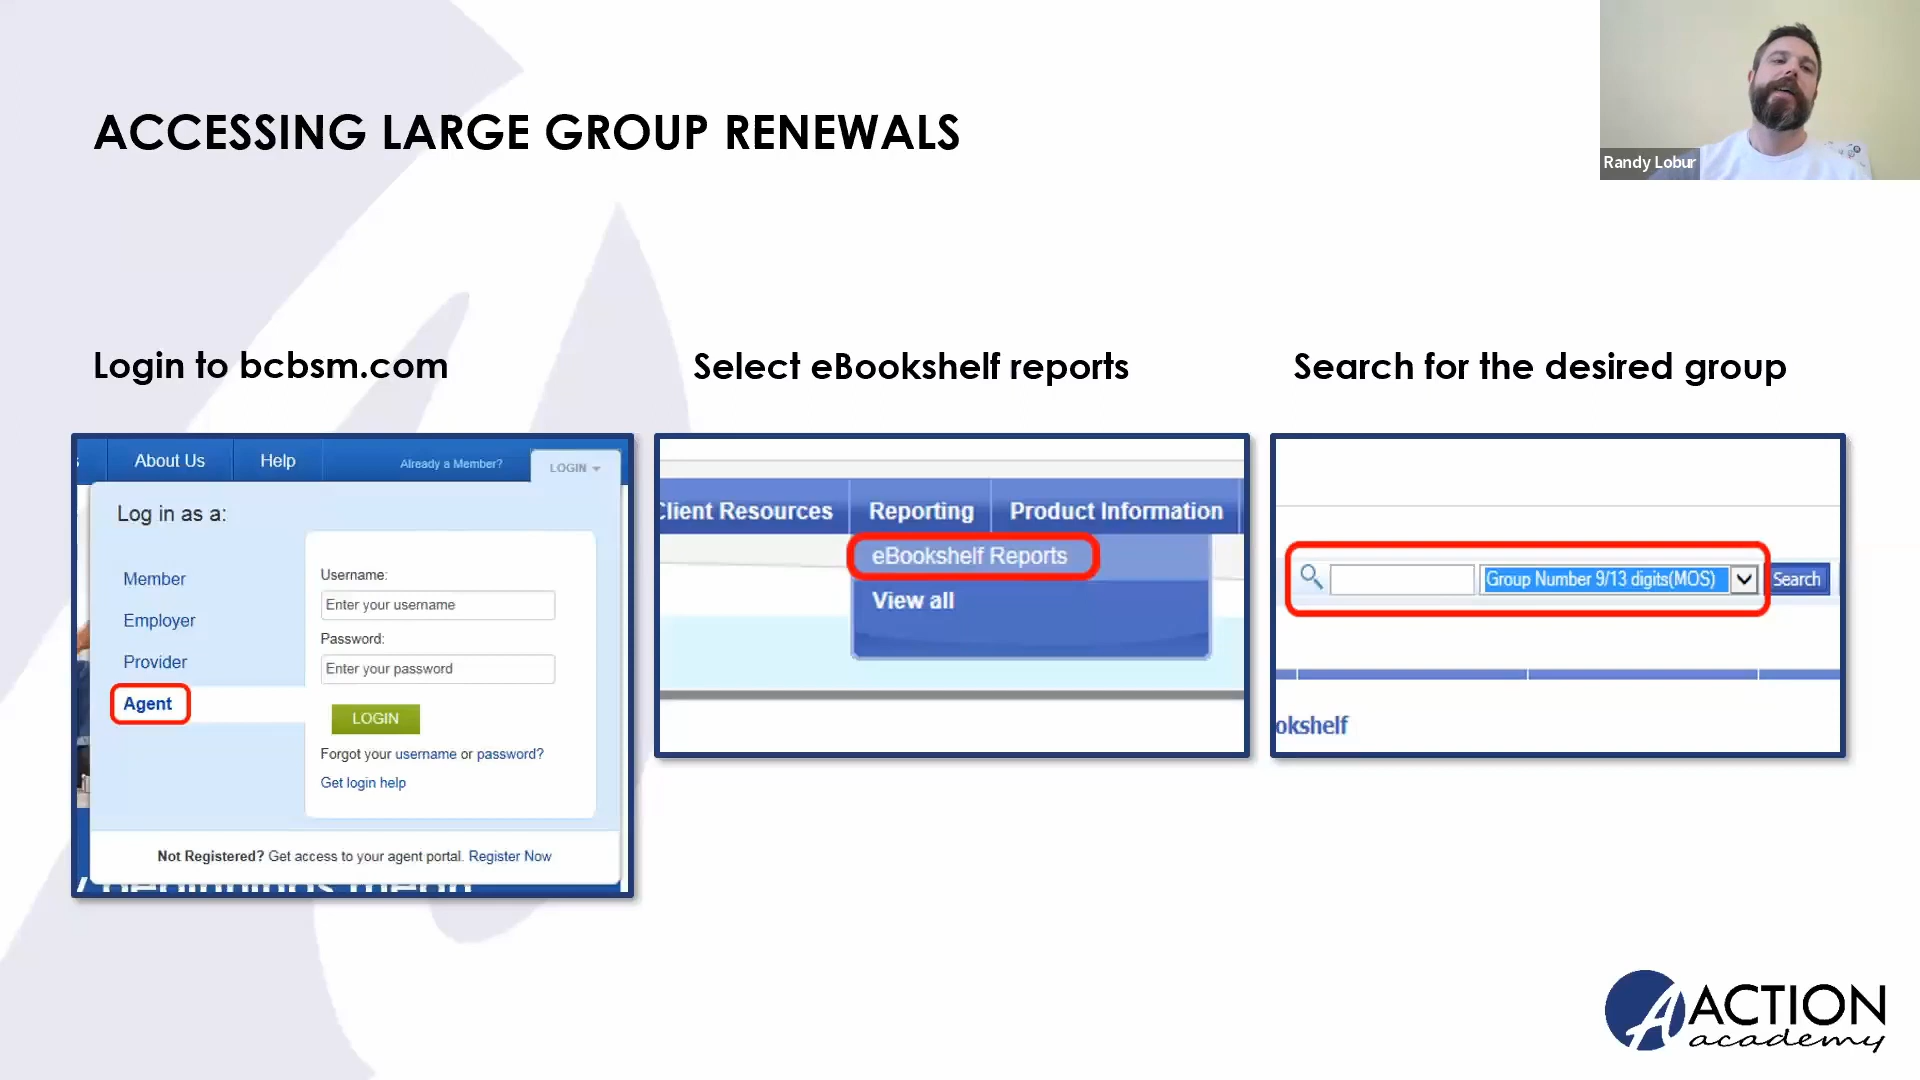 ACCESSING LARGE GROUP RENEWALS
Randy Lobur
Login to bcbsm.com
About Us
Help
Already a Member?
LOGIN
Log in as a:
Member
Employer
Provider
Agent
Username:
Enter your username
Password:
Enter your password
LOGIN
Forgot your username or password?
Get login help
Not Registered? Get access to your agent portal. Register Now
Select eBookshelf reports
Client Resources
Reporting
Product Information
eBookshelf Reports
View all
Search for the desired group
Group Number 9/13 digits(MOS)
Search
okshelf
ACTION
academy